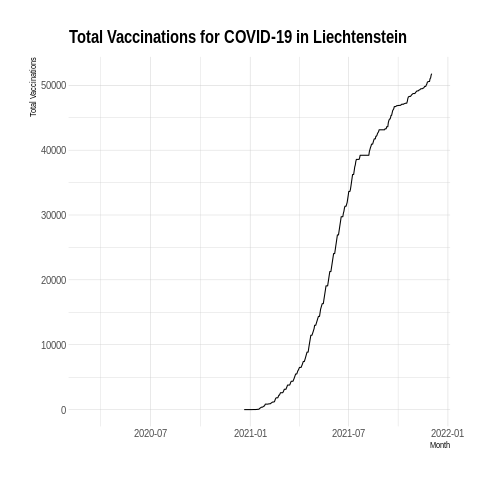 Total Vaccinations for COVID-19 in Liechtenstein
Total Vaccinations
50000
40000
30000
20000
10000
0
2020-07 2021-01 2021-07 2022-01
Month